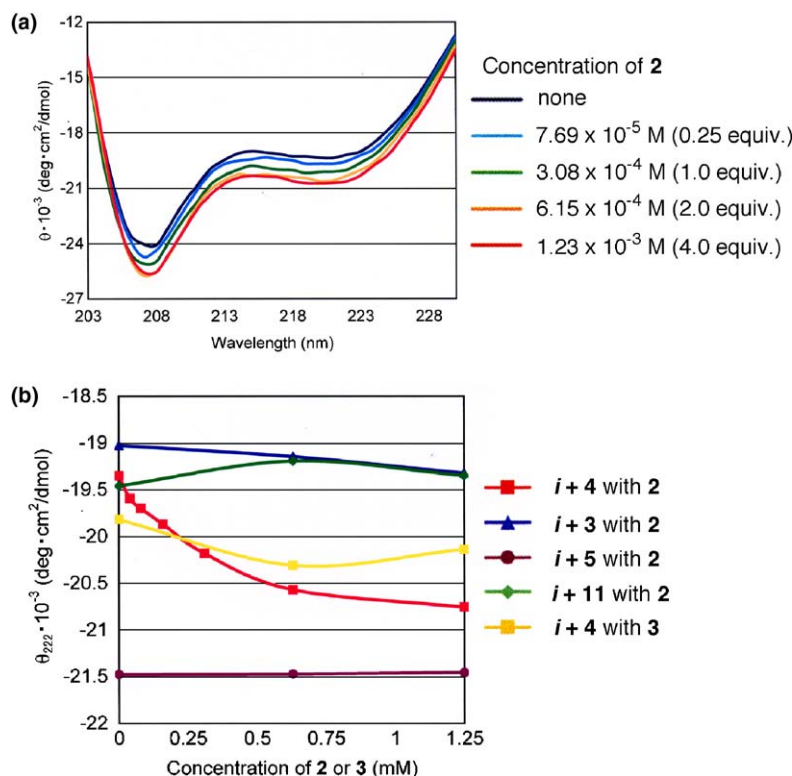 (a)
-12
-15
-18
-21
-24
-27
θ·10⁻³ (deg·cm²/dmol)
203 208 213 218 223 228
Wavelength (nm)
Concentration of 2
none
7.69 x 10⁻⁵ M (0.25 equiv.)
3.08 x 10⁻⁴ M (1.0 equiv.)
6.15 x 10⁻⁴ M (2.0 equiv.)
1.23 x 10⁻³ M (4.0 equiv.)
(b)
-18.5
-19
-19.5
-20
-20.5
-21
-21.5
-22
θ₂₂₂·10⁻³ (deg·cm²/dmol)
0 0.25 0.5 0.75 1 1.25
Concentration of 2 or 3 (mM)
i + 4 with 2
i + 3 with 2
i + 5 with 2
i + 11 with 2
i + 4 with 3